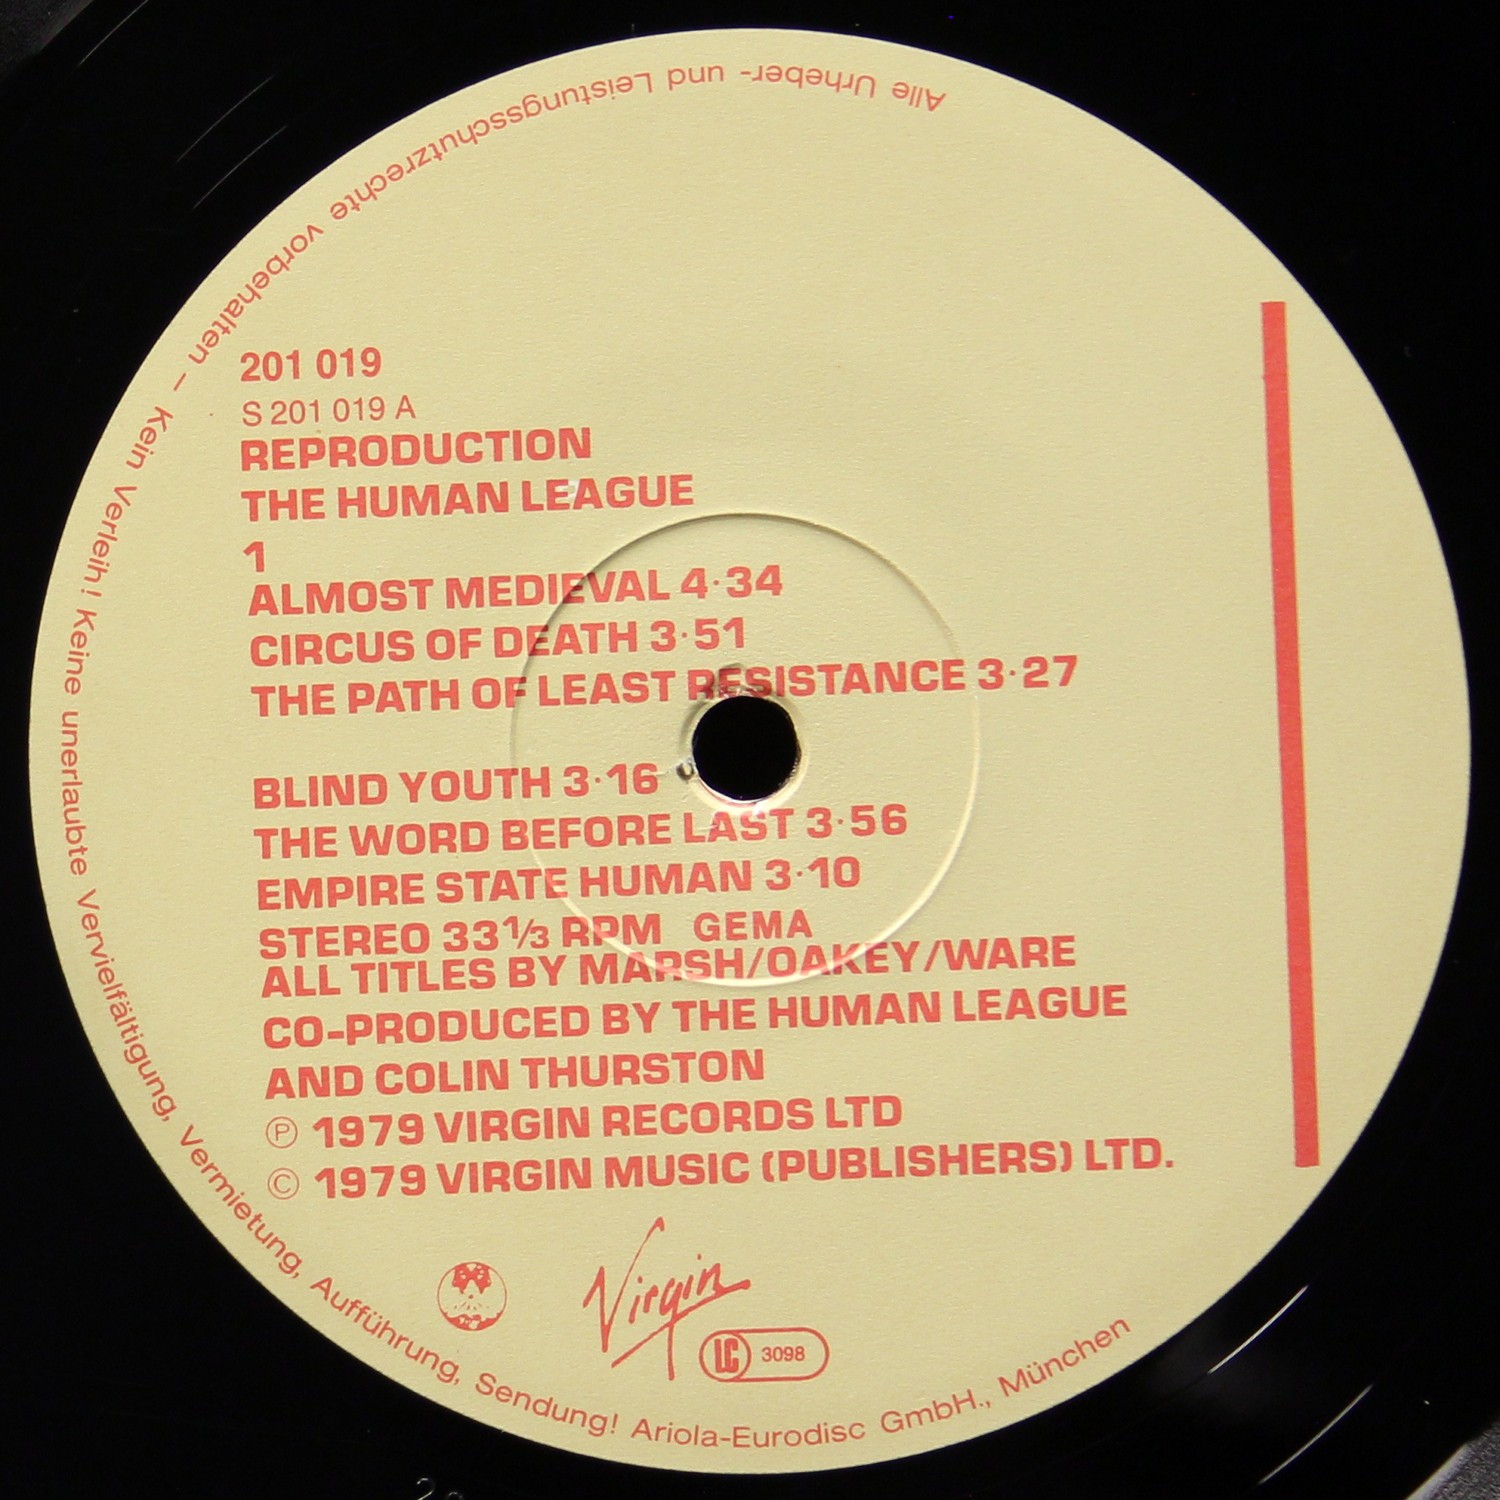 201 019
S 201 019 A
REPRODUCTION
THE HUMAN LEAGUE
1
ALMOST MEDIEVAL 4·34
CIRCUS OF DEATH 3·51
THE PATH OF LEAST RESISTANCE 3·27
BLIND YOUTH 3·16
THE WORD BEFORE LAST 3·56
EMPIRE STATE HUMAN 3·10
STEREO 33⅓ RPM GEMA
ALL TITLES BY MARSH/OAKEY/WARE
CO-PRODUCED BY THE HUMAN LEAGUE
AND COLIN THURSTON
℗ 1979 VIRGIN RECORDS LTD
© 1979 VIRGIN MUSIC (PUBLISHERS) LTD.
Virgin
LC 3098
Alle Urheber- und Leistungsschutzrechte vorbehalten – Kein Verleih! Keine unerlaubte Vervielfältigung, Vermietung, Aufführung, Sendung! Ariola-Eurodisc GmbH., München